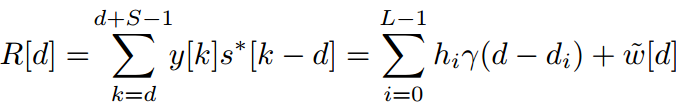 R[d] = \sum_{k=d}^{d+S-1} y[k]s^*[k - d] = \sum_{i=0}^{L-1} h_i \gamma(d - d_i) + \tilde{w}[d]